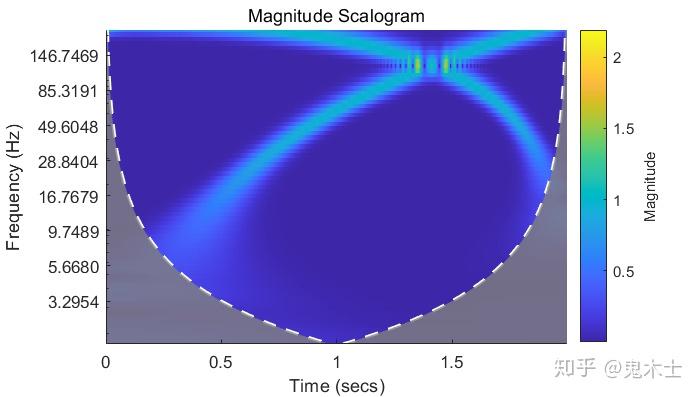 Magnitude Scalogram
146.7469
85.3191
49.6048
28.8404
16.7679
9.7489
5.6680
3.2954
Frequency (Hz)
0 0.5 1 1.5
Time (secs)
2
1.5
1
0.5
Magnitude
知乎 @鬼木士